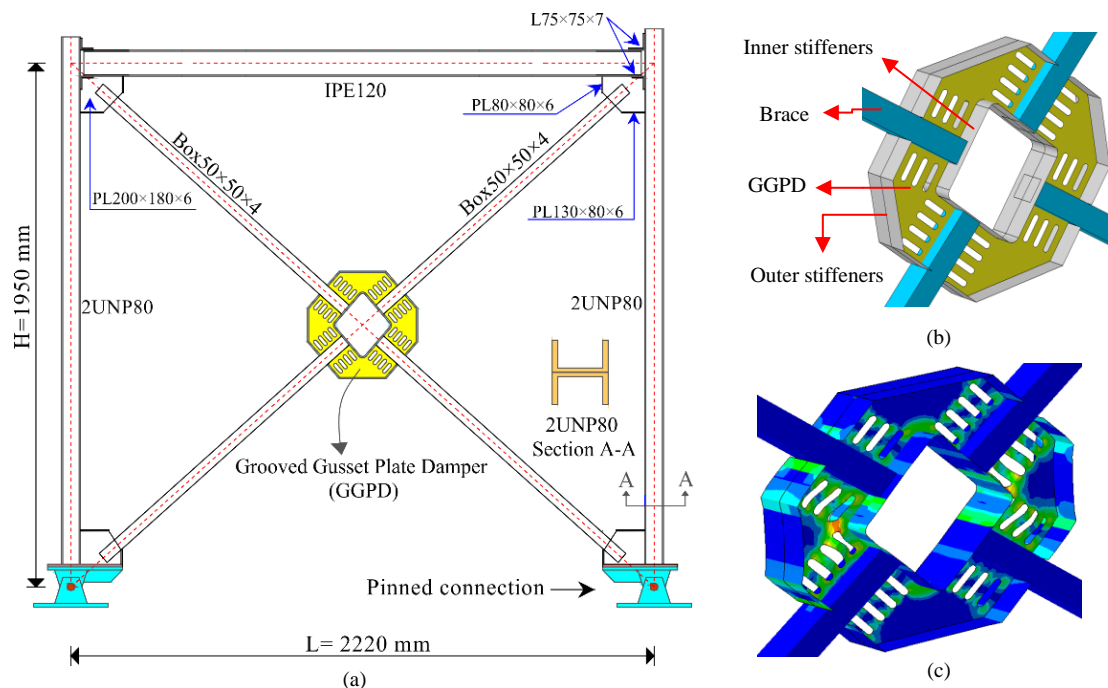 L75×75×7
IPE120
PL80×80×6
Box50×50×4
Box50×50×4
PL200×180×6
PL130×80×6
H=1950 mm
2UNP80
2UNP80
2UNP80
Section A-A
Grooved Gusset Plate Damper
(GGPD)
A
A
Pinned connection
L= 2220 mm
(a)
Inner stiffeners
Brace
GGPD
Outer stiffeners
(b)
(c)